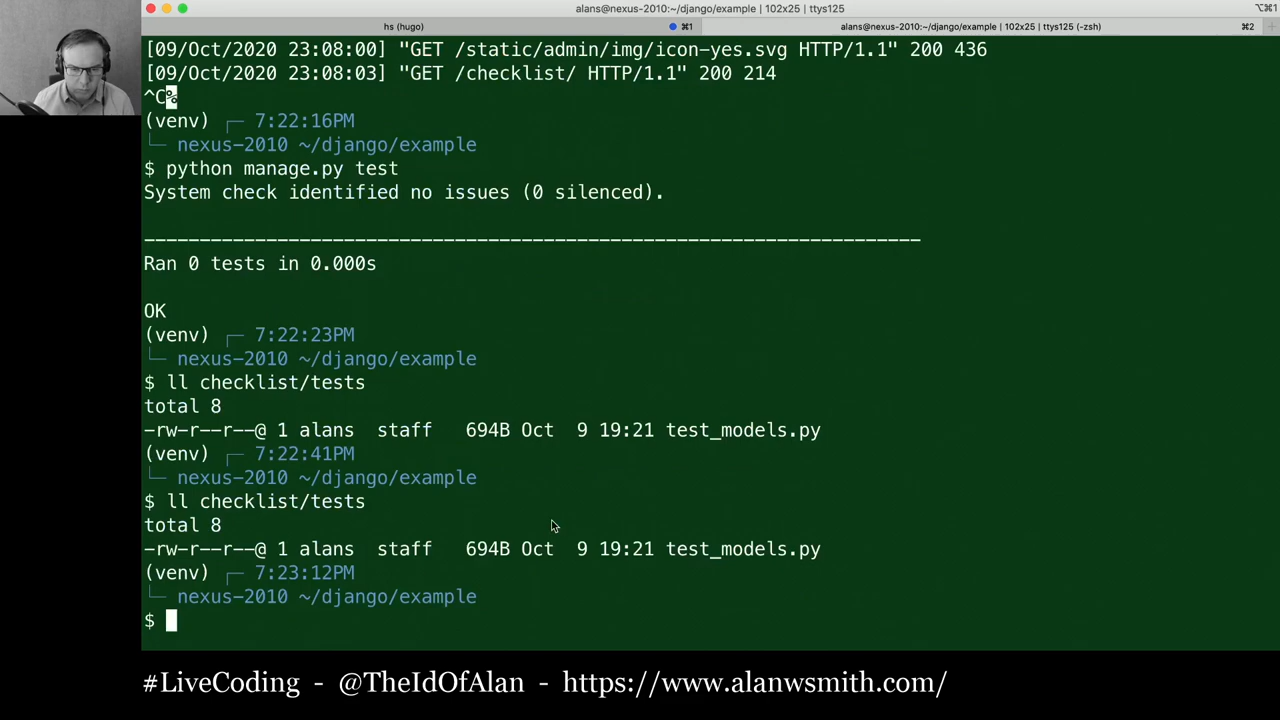 alans@nexus-2010:~/django/example | 102x25 | ttys125
⌥⌘1
hs (hugo)
⌘1
alans@nexus-2010:~/django/example | 102x25 | ttys125 (-zsh)
⌘2
[09/Oct/2020 23:08:00] "GET /static/admin/img/icon-yes.svg HTTP/1.1" 200 436
[09/Oct/2020 23:08:03] "GET /checklist/ HTTP/1.1" 200 214
^C%
(venv) ┌─ 7:22:16PM
└─ nexus-2010 ~/django/example
$ python manage.py test
System check identified no issues (0 silenced).
----------------------------------------------------------------------
Ran 0 tests in 0.000s
OK
(venv) ┌─ 7:22:23PM
└─ nexus-2010 ~/django/example
$ ll checklist/tests
total 8
-rw-r--r--@ 1 alans  staff   694B Oct  9 19:21 test_models.py
(venv) ┌─ 7:22:41PM
└─ nexus-2010 ~/django/example
$ ll checklist/tests
total 8
-rw-r--r--@ 1 alans  staff   694B Oct  9 19:21 test_models.py
(venv) ┌─ 7:23:12PM
└─ nexus-2010 ~/django/example
$
#LiveCoding - @TheIdOfAlan - https://www.alanwsmith.com/